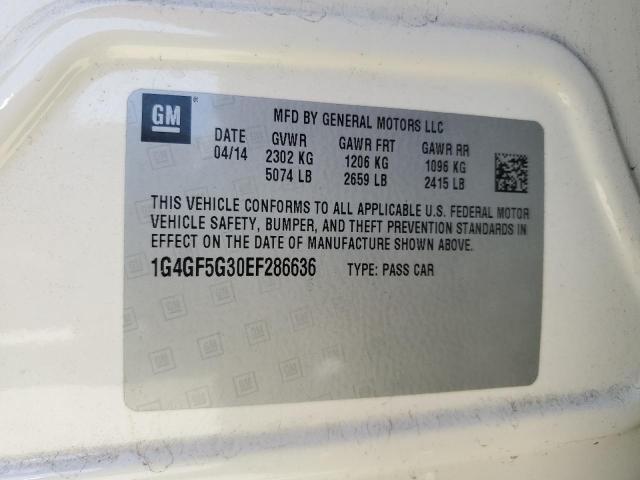 GM
MFD BY GENERAL MOTORS LLC
DATE GVWR GAWR FRT GAWR RR
04/14 2302 KG 1206 KG 1096 KG
5074 LB 2659 LB 2415 LB
THIS VEHICLE CONFORMS TO ALL APPLICABLE U.S. FEDERAL MOTOR
VEHICLE SAFETY, BUMPER, AND THEFT PREVENTION STANDARDS IN
EFFECT ON THE DATE OF MANUFACTURE SHOWN ABOVE.
1G4GF5G30EF286636 TYPE: PASS CAR